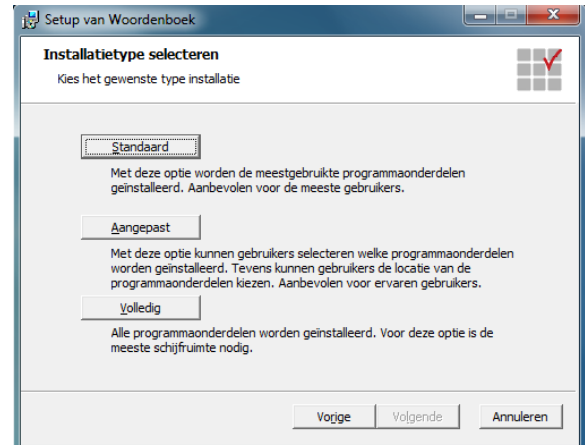 Setup van Woordenboek
Installatietype selecteren
Kies het gewenste type installatie
Standaard
Met deze optie worden de meestgebruikte programmaonderdelen
geïnstalleerd. Aanbevolen voor de meeste gebruikers.
Aangepast
Met deze optie kunnen gebruikers selecteren welke programmaonderdelen
worden geïnstalleerd. Tevens kunnen gebruikers de locatie van de
programmaonderdelen kiezen. Aanbevolen voor ervaren gebruikers.
Volledig
Alle programmaonderdelen worden geïnstalleerd. Voor deze optie is de
meeste schijfruimte nodig.
Vorige Volgende Annuleren